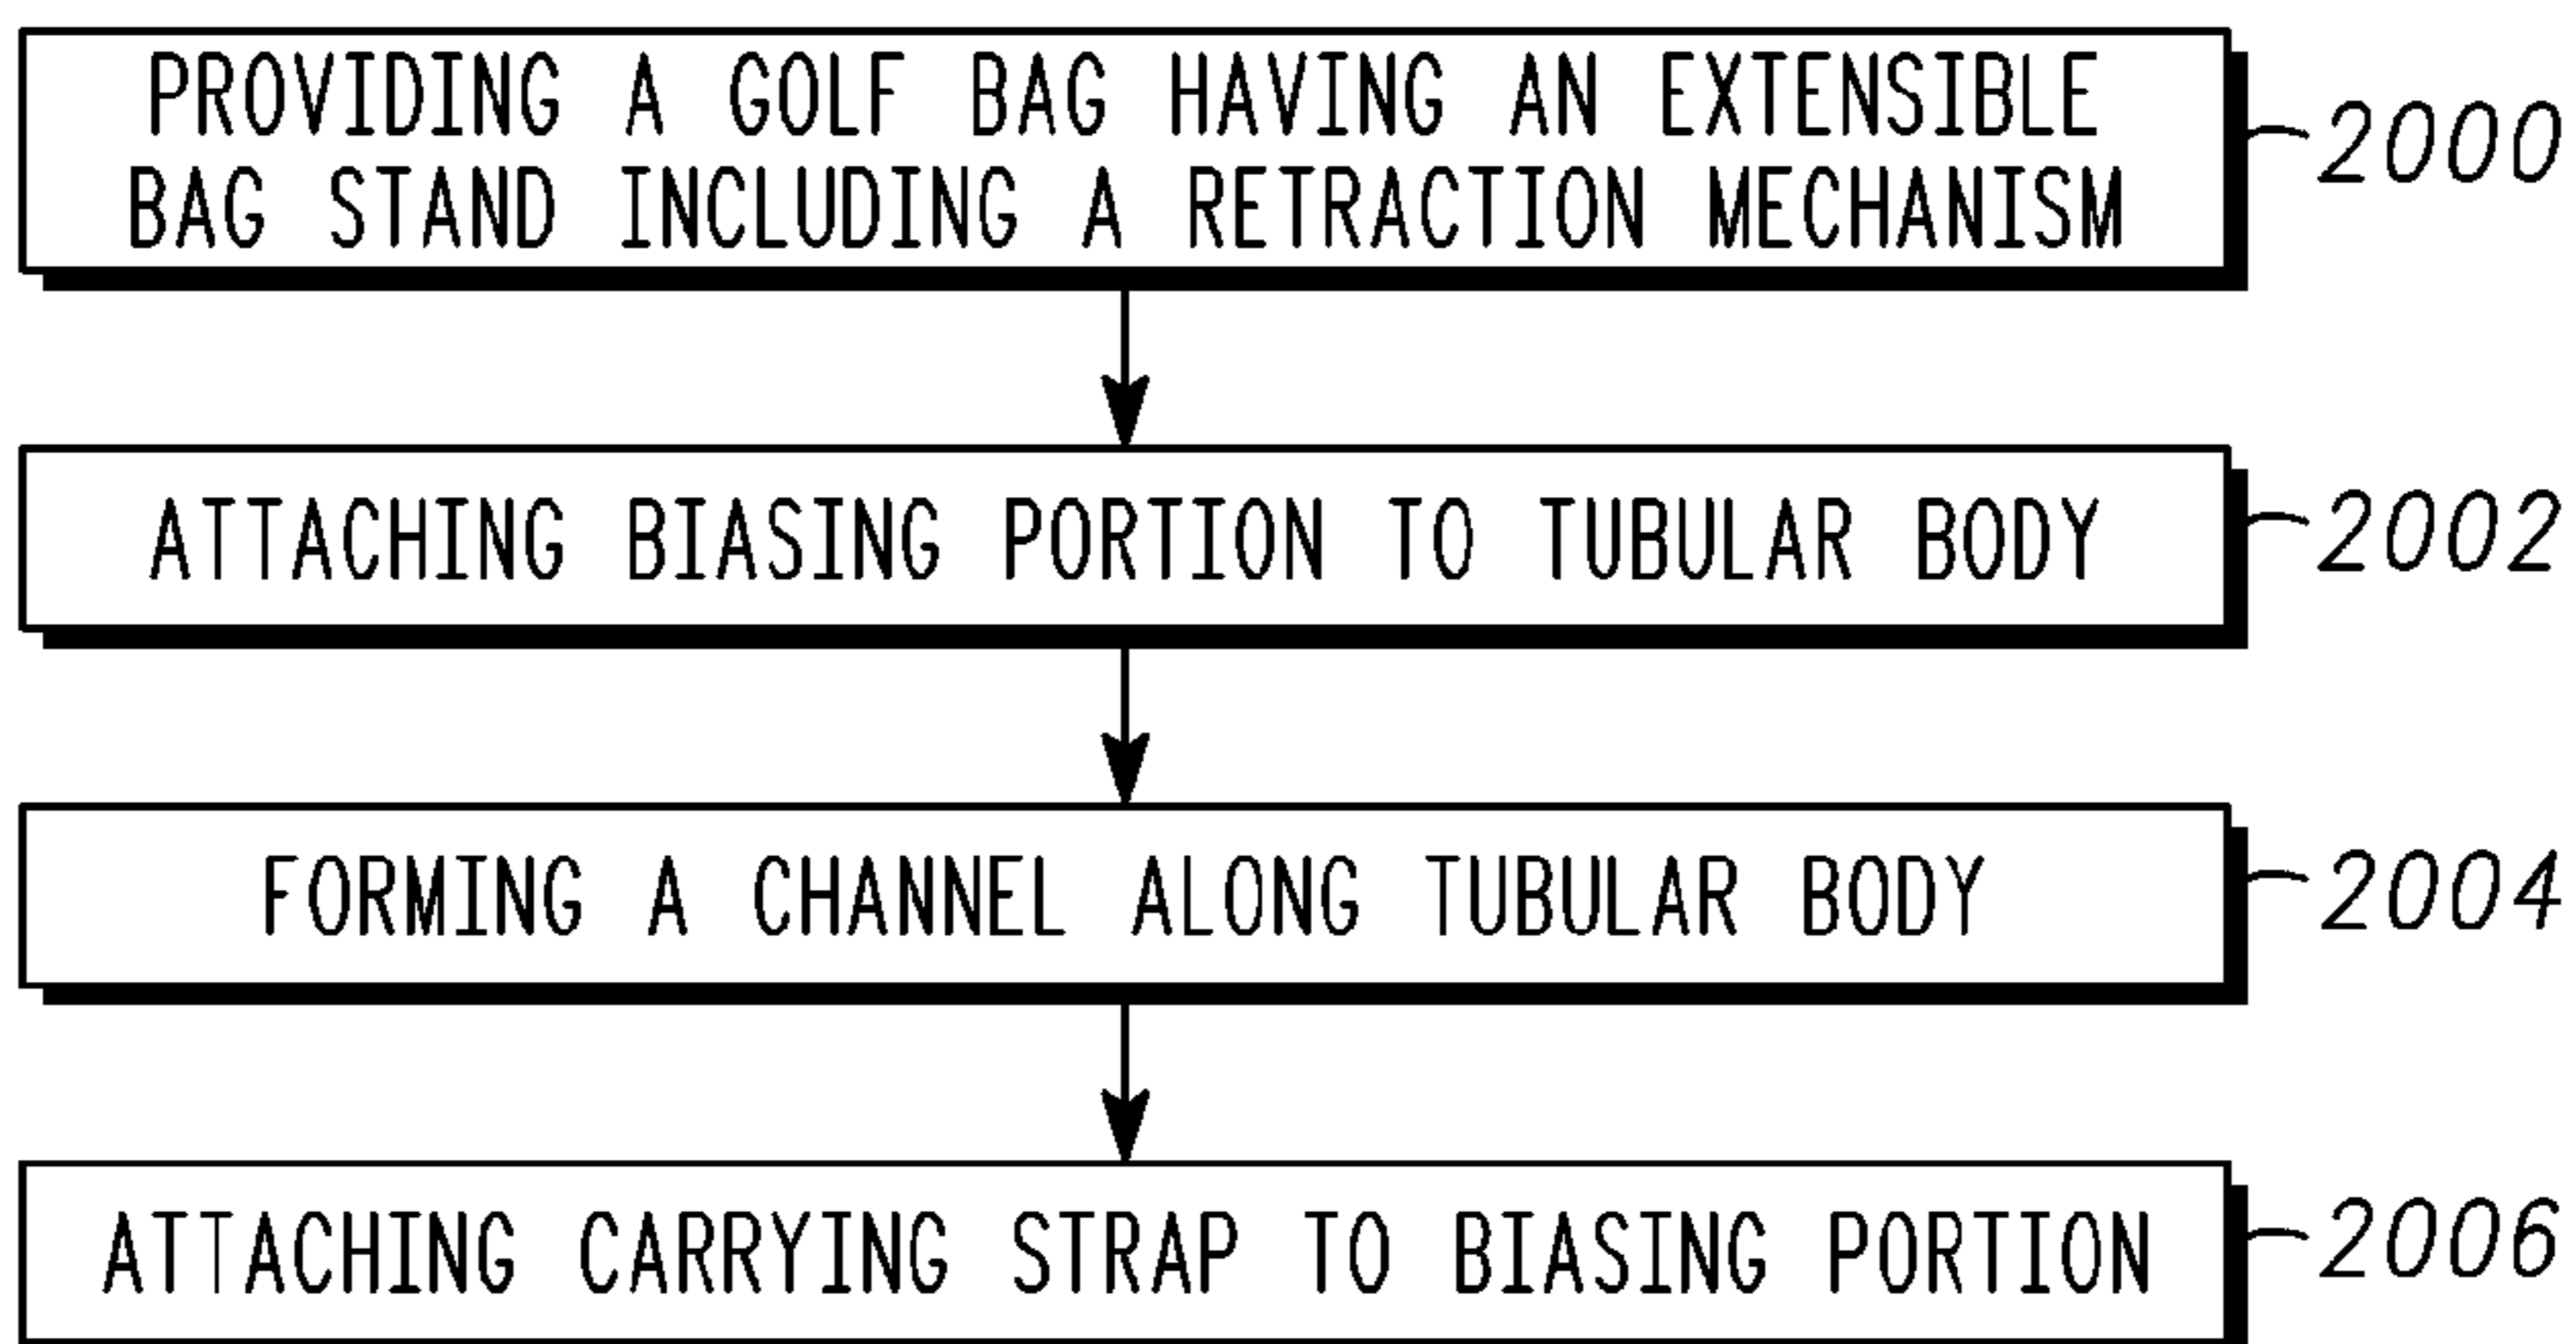 PROVIDING A GOLF BAG HAVING AN EXTENSIBLE
BAG STAND INCLUDING A RETRACTION MECHANISM
2000
ATTACHING BIASING PORTION TO TUBULAR BODY
2002
FORMING A CHANNEL ALONG TUBULAR BODY
2004
ATTACHING CARRYING STRAP TO BIASING PORTION
2006